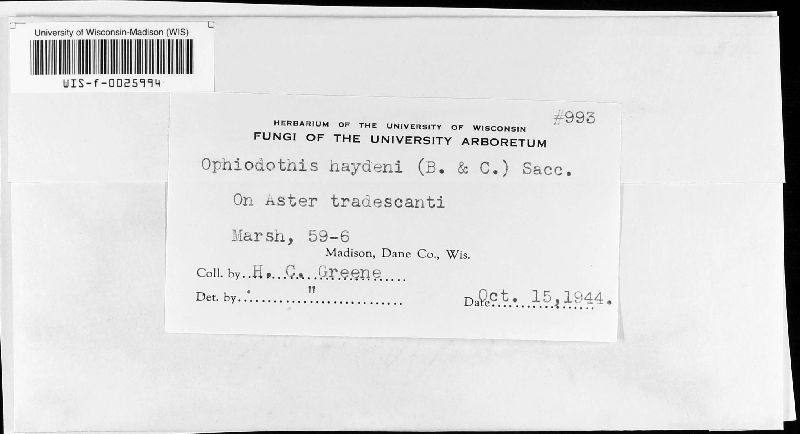 University of Wisconsin-Madison (WIS)
WIS-f-0025994
#993
HERBARIUM OF THE UNIVERSITY OF WISCONSIN
FUNGI OF THE UNIVERSITY ARBORETUM
Ophiodothis haydeni (B. & C.) Sacc.
On Aster tradescanti
Marsh, 59-6
Madison, Dane Co., Wis.
Coll. by H. C. Greene
Det. by "
Date Oct. 15, 1944.